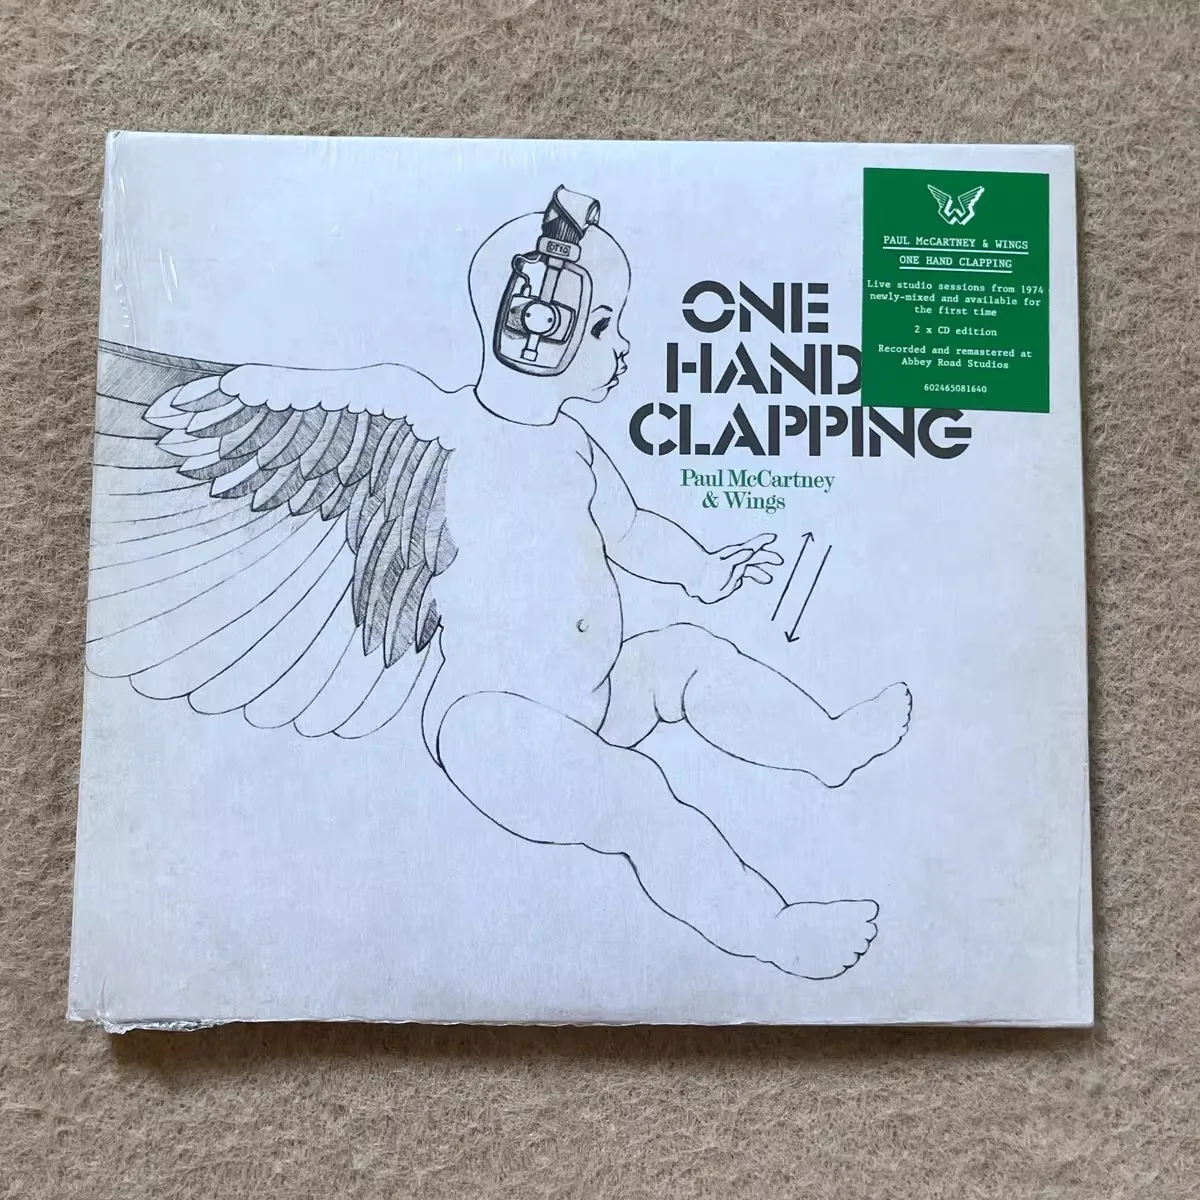 OTTO
ONE
HAND
CLAPPING
Paul McCartney
& Wings
W
PAUL McCARTNEY & WINGS
ONE HAND CLAPPING
Live studio sessions from 1974
newly-mixed and available for
the first time
2 x CD edition
Recorded and remastered at
Abbey Road Studios
602465081640